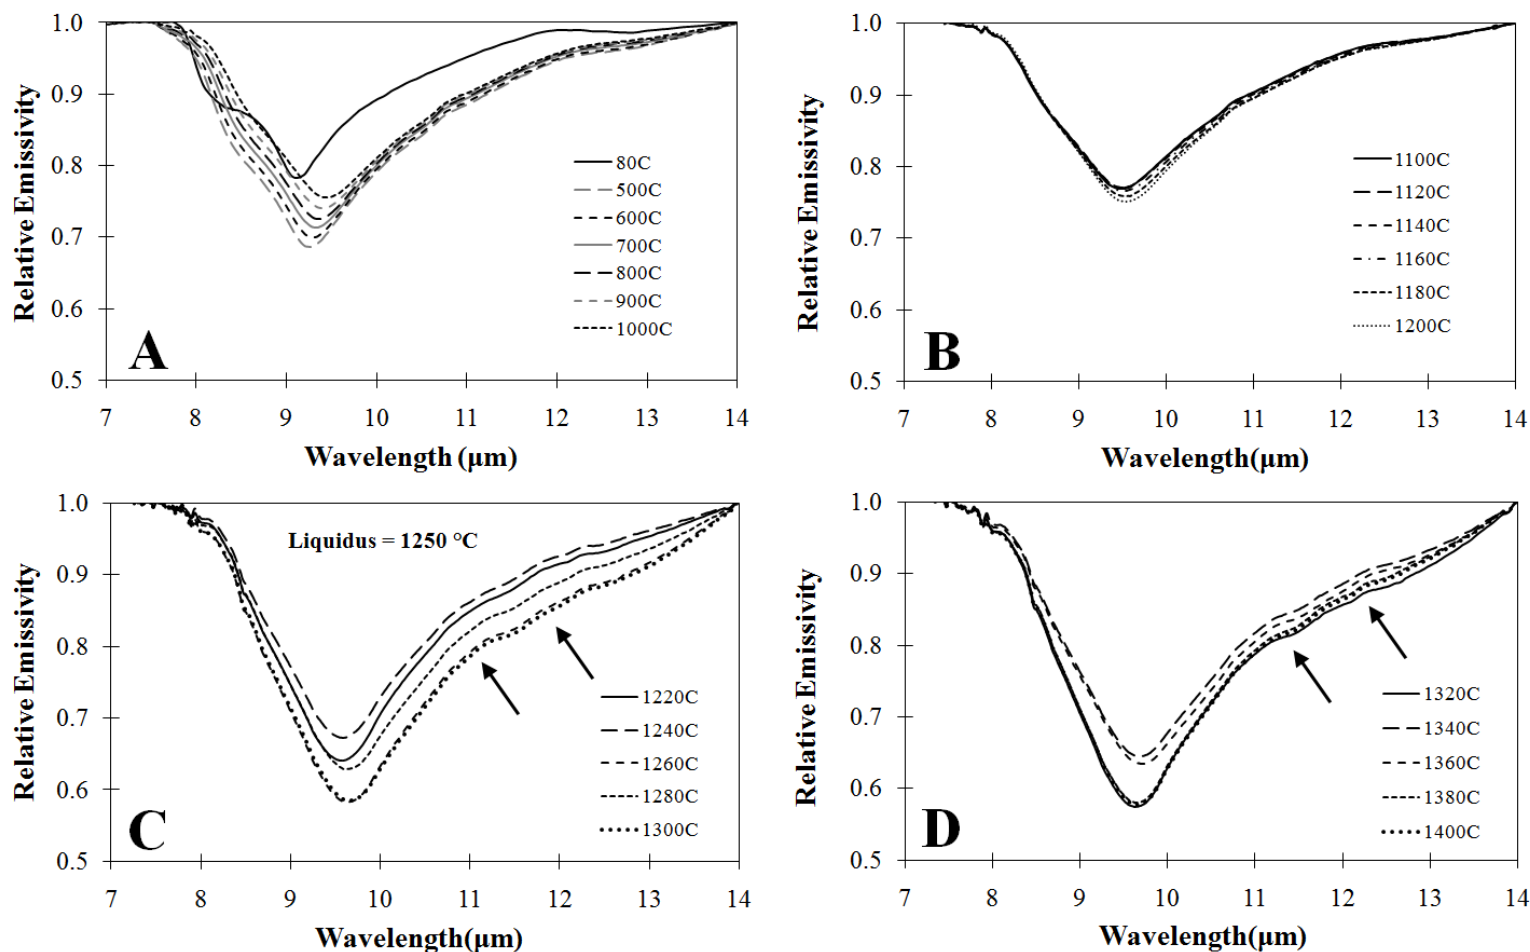 1.0
0.9
0.8
0.7
0.6
0.5
Relative Emissivity
80C
500C
600C
700C
800C
900C
1000C
A
7 8 9 10 11 12 13 14
Wavelength (µm)
1.0
0.9
0.8
0.7
0.6
0.5
Relative Emissivity
1100C
1120C
1140C
1160C
1180C
1200C
B
7 8 9 10 11 12 13 14
Wavelength(µm)
1.0
0.9
0.8
0.7
0.6
0.5
Relative Emissivity
Liquidus = 1250 °C
1220C
1240C
1260C
1280C
1300C
C
7 8 9 10 11 12 13 14
Wavelength(µm)
1.0
0.9
0.8
0.7
0.6
0.5
Relative Emissivity
1320C
1340C
1360C
1380C
1400C
D
7 8 9 10 11 12 13 14
Wavelength(µm)